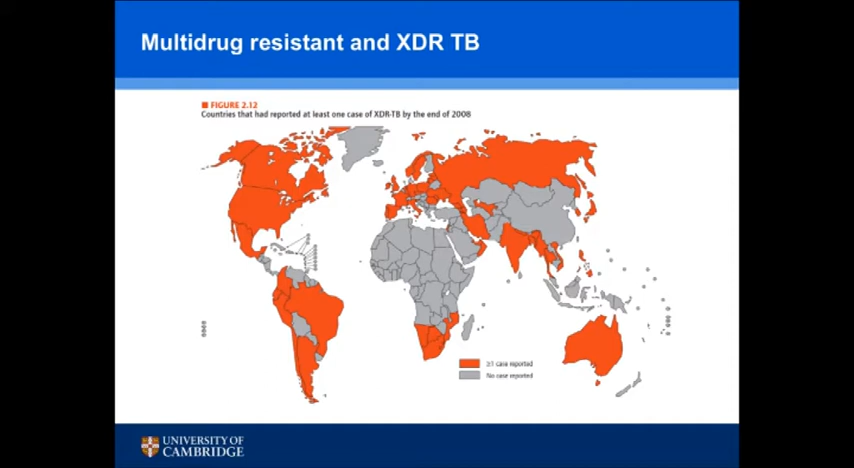 Multidrug resistant and XDR TB
FIGURE 2.12
Countries that had reported at least one case of XDR-TB by the end of 2008
≥1 case reported
No case reported
UNIVERSITY OF
CAMBRIDGE